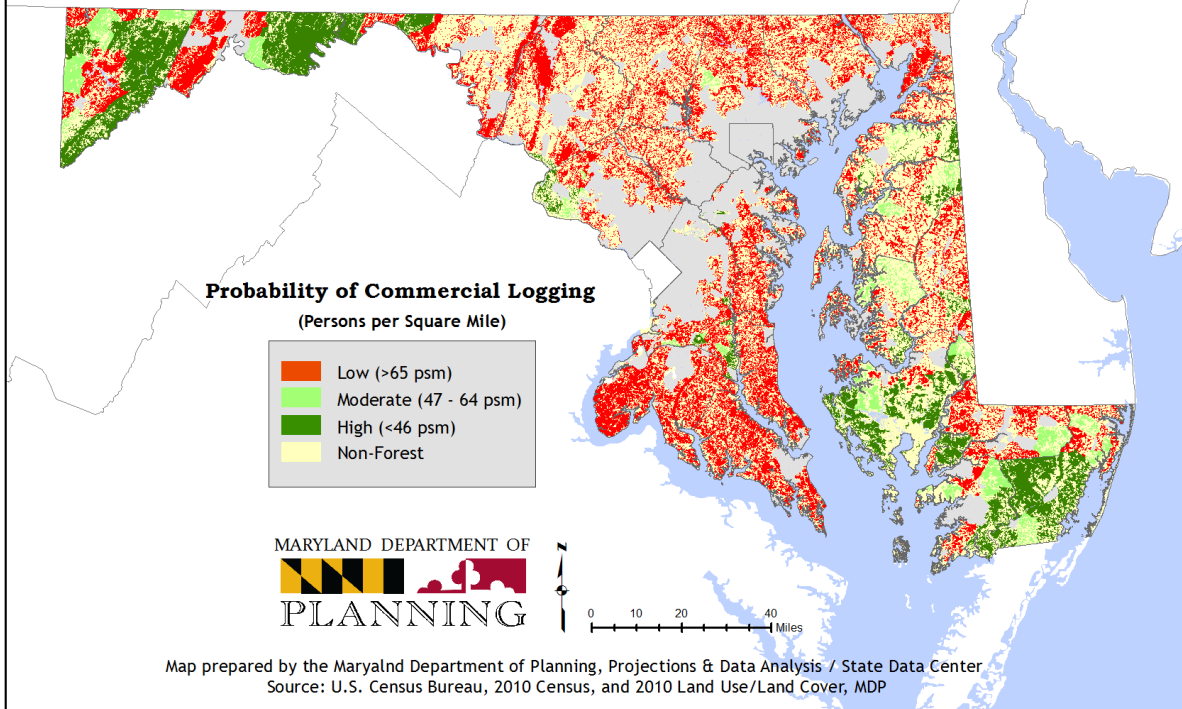 Probability of Commercial Logging
(Persons per Square Mile)
Low (>65 psm)
Moderate (47 - 64 psm)
High (<46 psm)
Non-Forest
MARYLAND DEPARTMENT OF
PLANNING
N
0 10 20 40
Miles
Map prepared by the Maryalnd Department of Planning, Projections & Data Analysis / State Data Center
Source: U.S. Census Bureau, 2010 Census, and 2010 Land Use/Land Cover, MDP